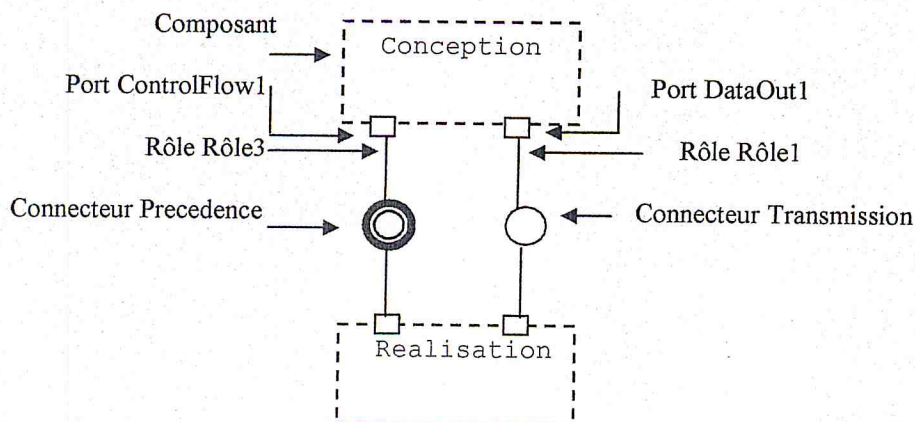 Composant
Conception
Port ControlFlow1
Port DataOut1
Rôle Rôle3
Rôle Rôle1
Connecteur Precedence
Connecteur Transmission
Realisation